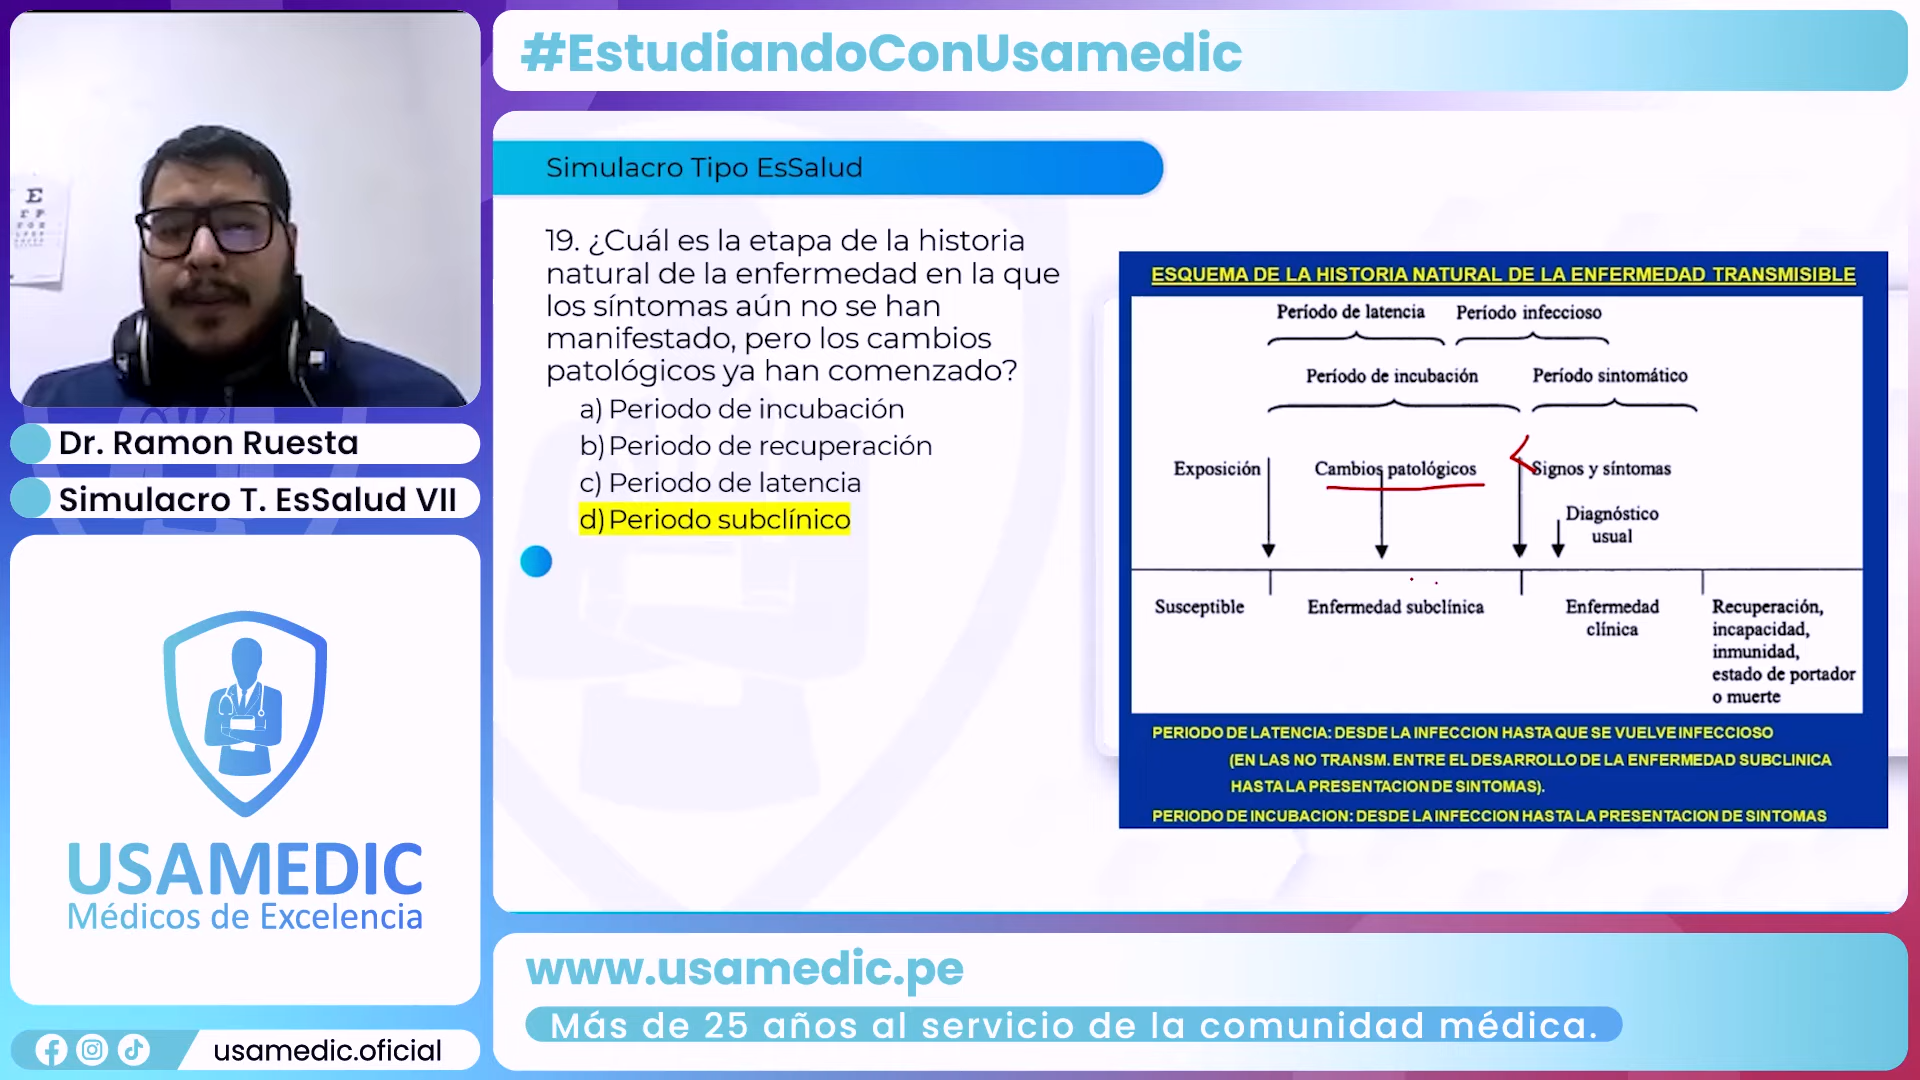 #EstudiandoConUsamedic
Simulacro Tipo EsSalud
19. ¿Cuál es la etapa de la historia
natural de la enfermedad en la que
los síntomas aún no se han
manifestado, pero los cambios
patológicos ya han comenzado?
a) Periodo de incubación
b) Periodo de recuperación
c) Periodo de latencia
d) Periodo subclínico
ESQUEMA DE LA HISTORIA NATURAL DE LA ENFERMEDAD TRANSMISIBLE
Período de latencia Período infeccioso
Período de incubación Período sintomático
Exposición Cambios patológicos Signos y síntomas
Diagnóstico
usual
Susceptible Enfermedad subclínica Enfermedad
clínica
Recuperación,
incapacidad,
inmunidad,
estado de portador
o muerte
PERIODO DE LATENCIA: DESDE LA INFECCION HASTA QUE SE VUELVE INFECCIOSO
(EN LAS NO TRANSM. ENTRE EL DESARROLLO DE LA ENFERMEDAD SUBCLINICA
HASTA LA PRESENTACION DE SINTOMAS).
PERIODO DE INCUBACION: DESDE LA INFECCION HASTA LA PRESENTACION DE SINTOMAS
E
Dr. Ramon Ruesta
Simulacro T. EsSalud VII
USAMEDIC
Médicos de Excelencia
usamedic.oficial
www.usamedic.pe
Más de 25 años al servicio de la comunidad médica.